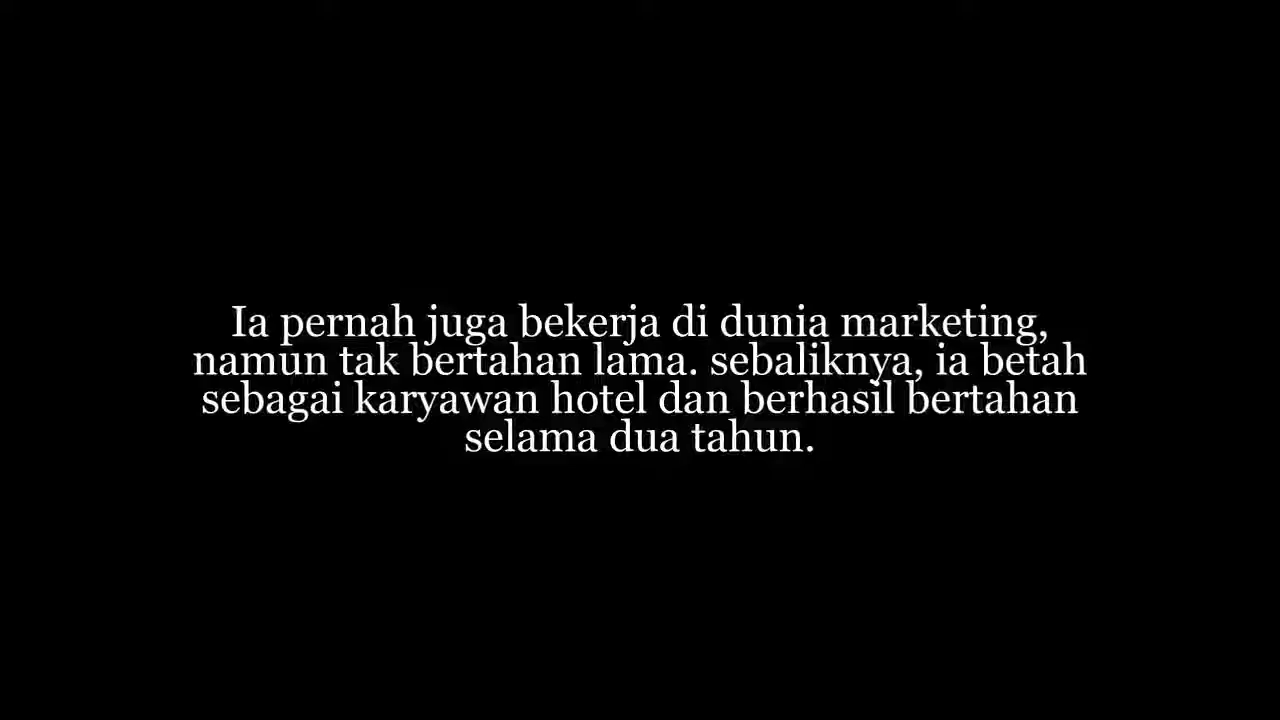 Ia pernah juga bekerja di dunia marketing,
namun tak bertahan lama. sebaliknya, ia betah
sebagai karyawan hotel dan berhasil bertahan
selama dua tahun.